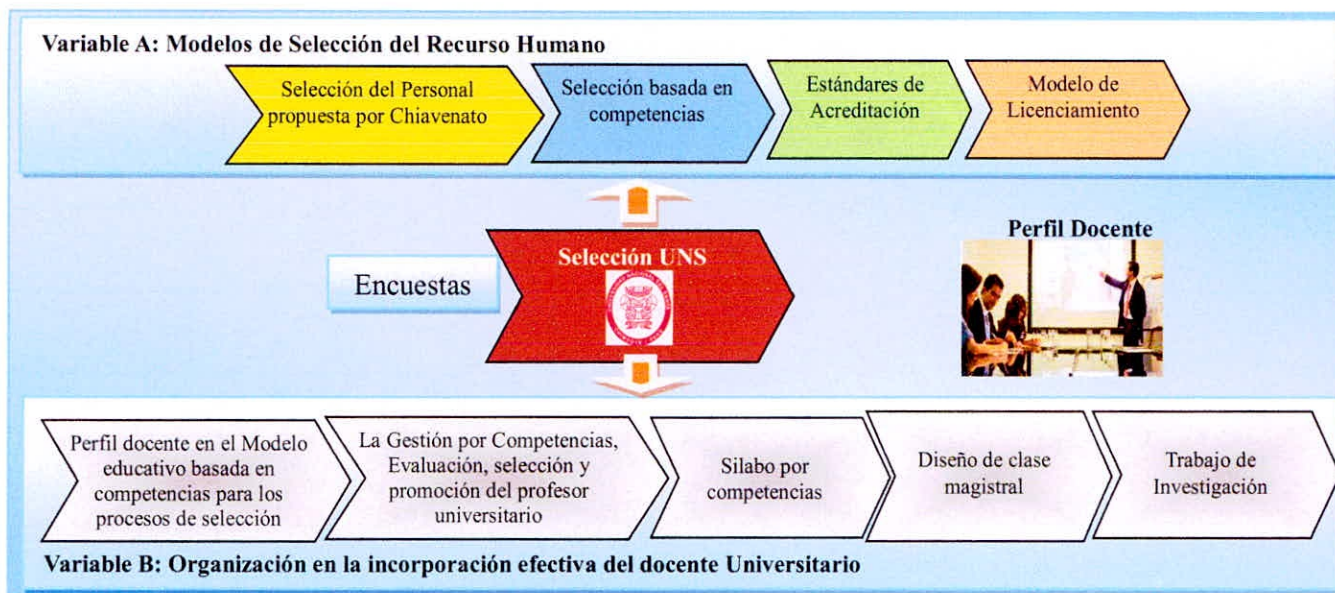 Variable A: Modelos de Selección del Recurso Humano
Selección del Personal
propuesta por Chiavenato
Selección basada en
competencias
Estándares de
Acreditación
Modelo de
Licenciamiento
Encuestas
Selección UNS
Perfil Docente
Perfil docente en el Modelo
educativo basada en
competencias para los
procesos de selección
La Gestión por Competencias,
Evaluación, selección y
promoción del profesor
universitario
Silabo por
competencias
Diseño de clase
magistral
Trabajo de
Investigación
Variable B: Organización en la incorporación efectiva del docente Universitario